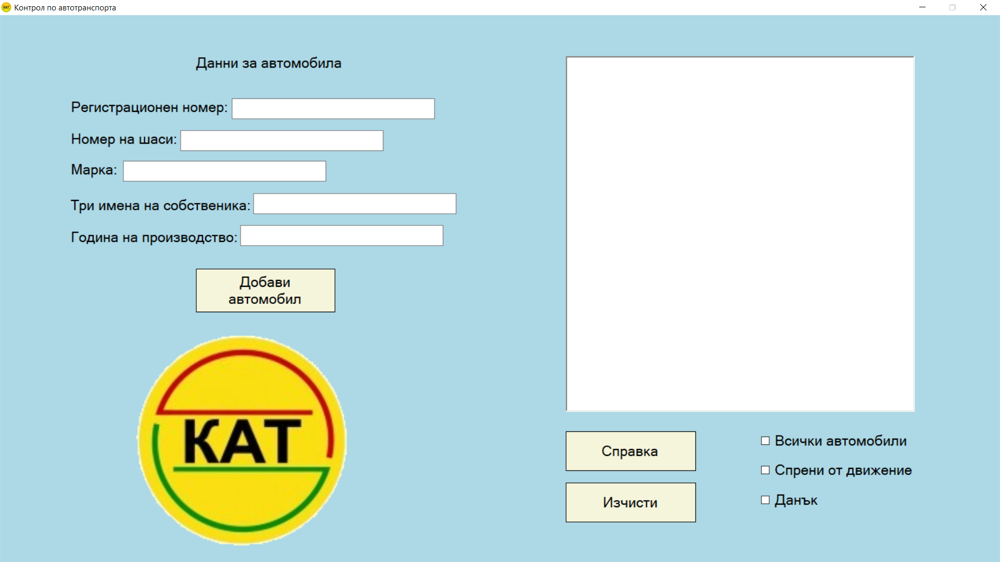 КАТ Контрол по автотранспорта
Данни за автомобила
Регистрационен номер:
Номер на шаси:
Марка:
Три имена на собственика:
Година на производство:
Добави
автомобил
КАТ
Справка
Изчисти
Всички автомобили
Спрени от движение
Данък